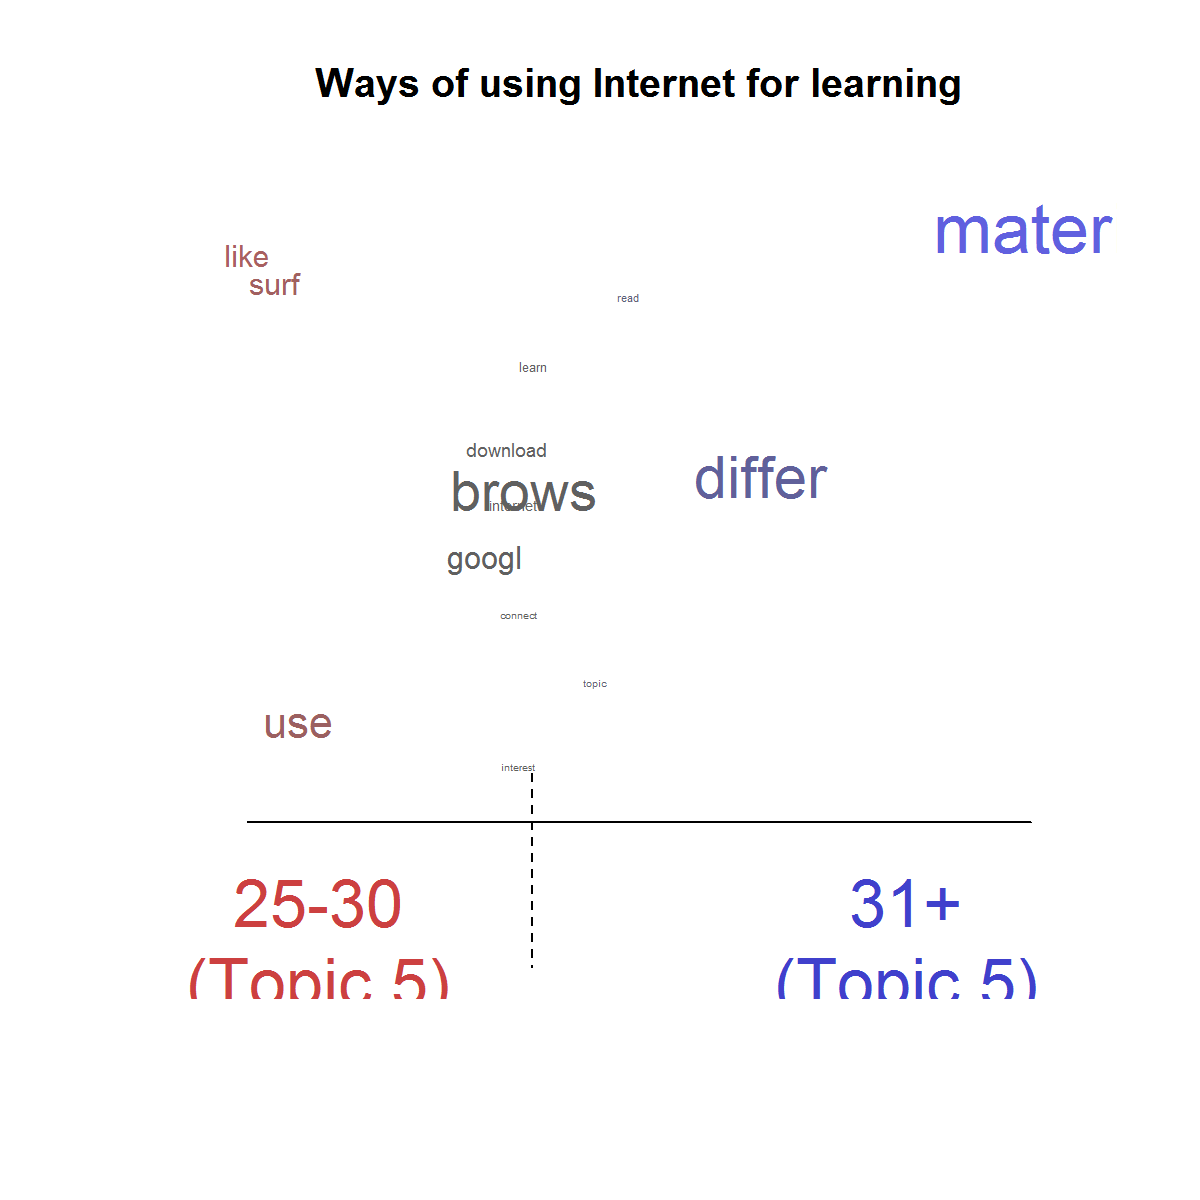 Ways of using Internet for learning
mater
like
surf
read
learn
download
differ
brows
internet
googl
connect
topic
use
interest
25-30
31+
(Topic 5)
(Topic 5)